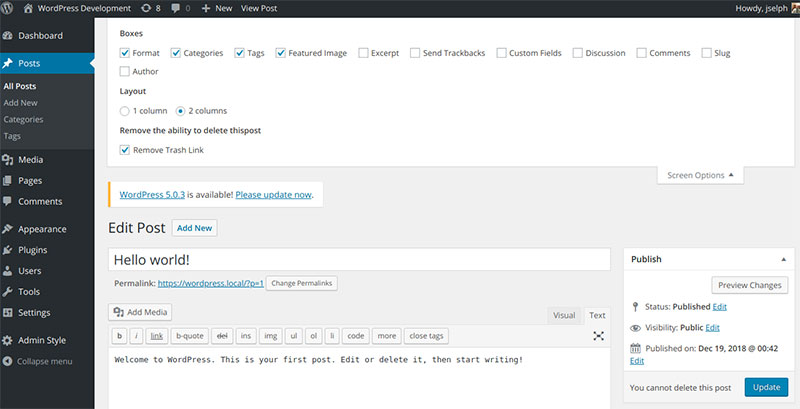 WordPress Development 8 0 + New View Post Howdy, jselph
Dashboard
Posts
All Posts
Add New
Categories
Tags
Media
Pages
Comments
Appearance
Plugins
Users
Tools
Settings
Admin Style
Collapse menu
Boxes
Format Categories Tags Featured Image Excerpt Send Trackbacks Custom Fields Discussion Comments Slug
Author
Layout
1 column 2 columns
Remove the ability to delete thispost
Remove Trash Link
Screen Options
WordPress 5.0.3 is available! Please update now.
Edit Post Add New
Hello world!
Permalink: https://wordpress.local/?p=1 Change Permalinks
Add Media Visual Text
b i link b-quote del ins img ul ol li code more close tags
Welcome to WordPress. This is your first post. Edit or delete it, then start writing!
Publish
Preview Changes
Status: Published Edit
Visibility: Public Edit
Published on: Dec 19, 2018 @ 00:42
Edit
You cannot delete this post Update